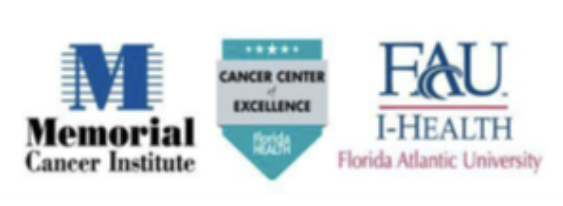 M
Memorial
Cancer Institute
CANCER CENTER
of
EXCELLENCE
Florida
HEALTH
FAU
I-HEALTH
Florida Atlantic University